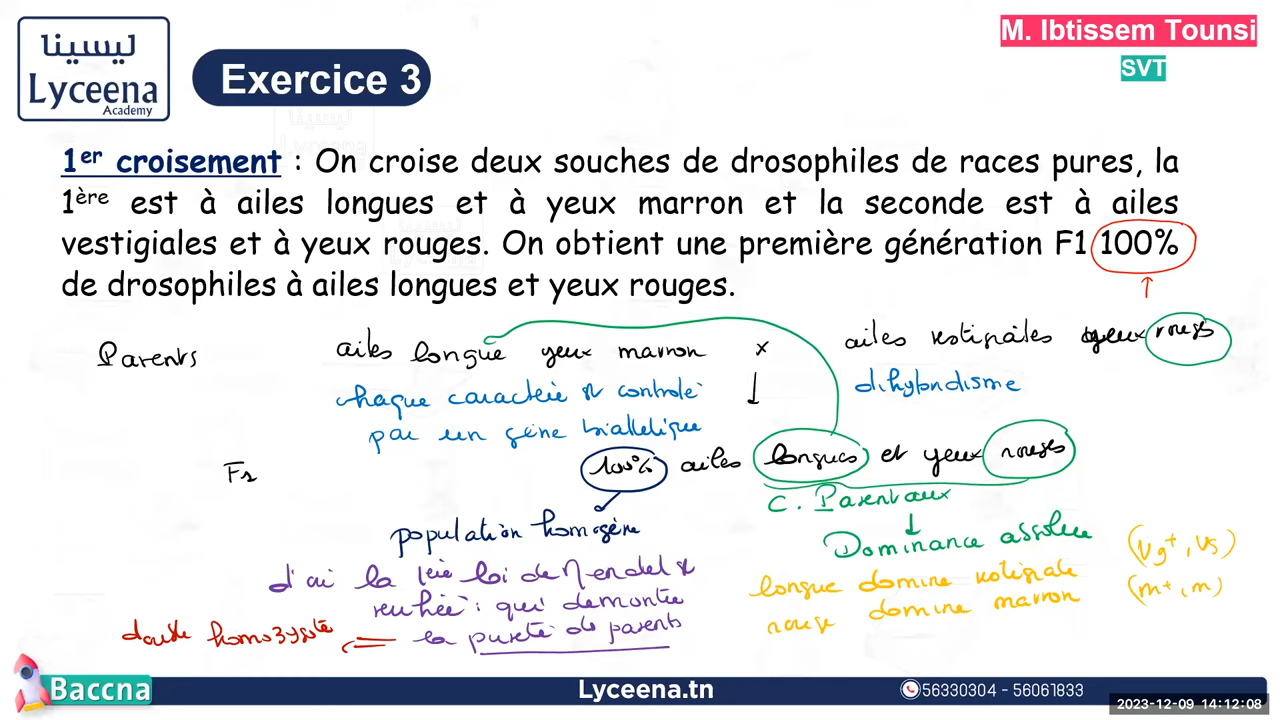 M. Ibtissem Tounsi
SVT
ليسينا
Lyceena
Academy
Exercice 3
1er croisement : On croise deux souches de drosophiles de races pures, la
1ère est à ailes longues et à yeux marron et la seconde est à ailes
vestigiales et à yeux rouges. On obtient une première génération F1 100%
de drosophiles à ailes longues et yeux rouges.
Parents ailes longue yeux marron x ailes vestigiales yeux rouges
chaque caractère est contrôlé dihybridisme
par un gène biallelique
F1 100% ailes longues et yeux rouges
C. Parentaux
population homogène Dominance absolue
d'où la 1ère loi de Mendel est longue domine vestigiale (vg+, vg)
vérifiée : qui démontre rouge domine marron (m+, m)
double homozygote la pureté de parents
Baccna
Lyceena.tn
56330304 - 56061833
2023-12-09 14:12:08